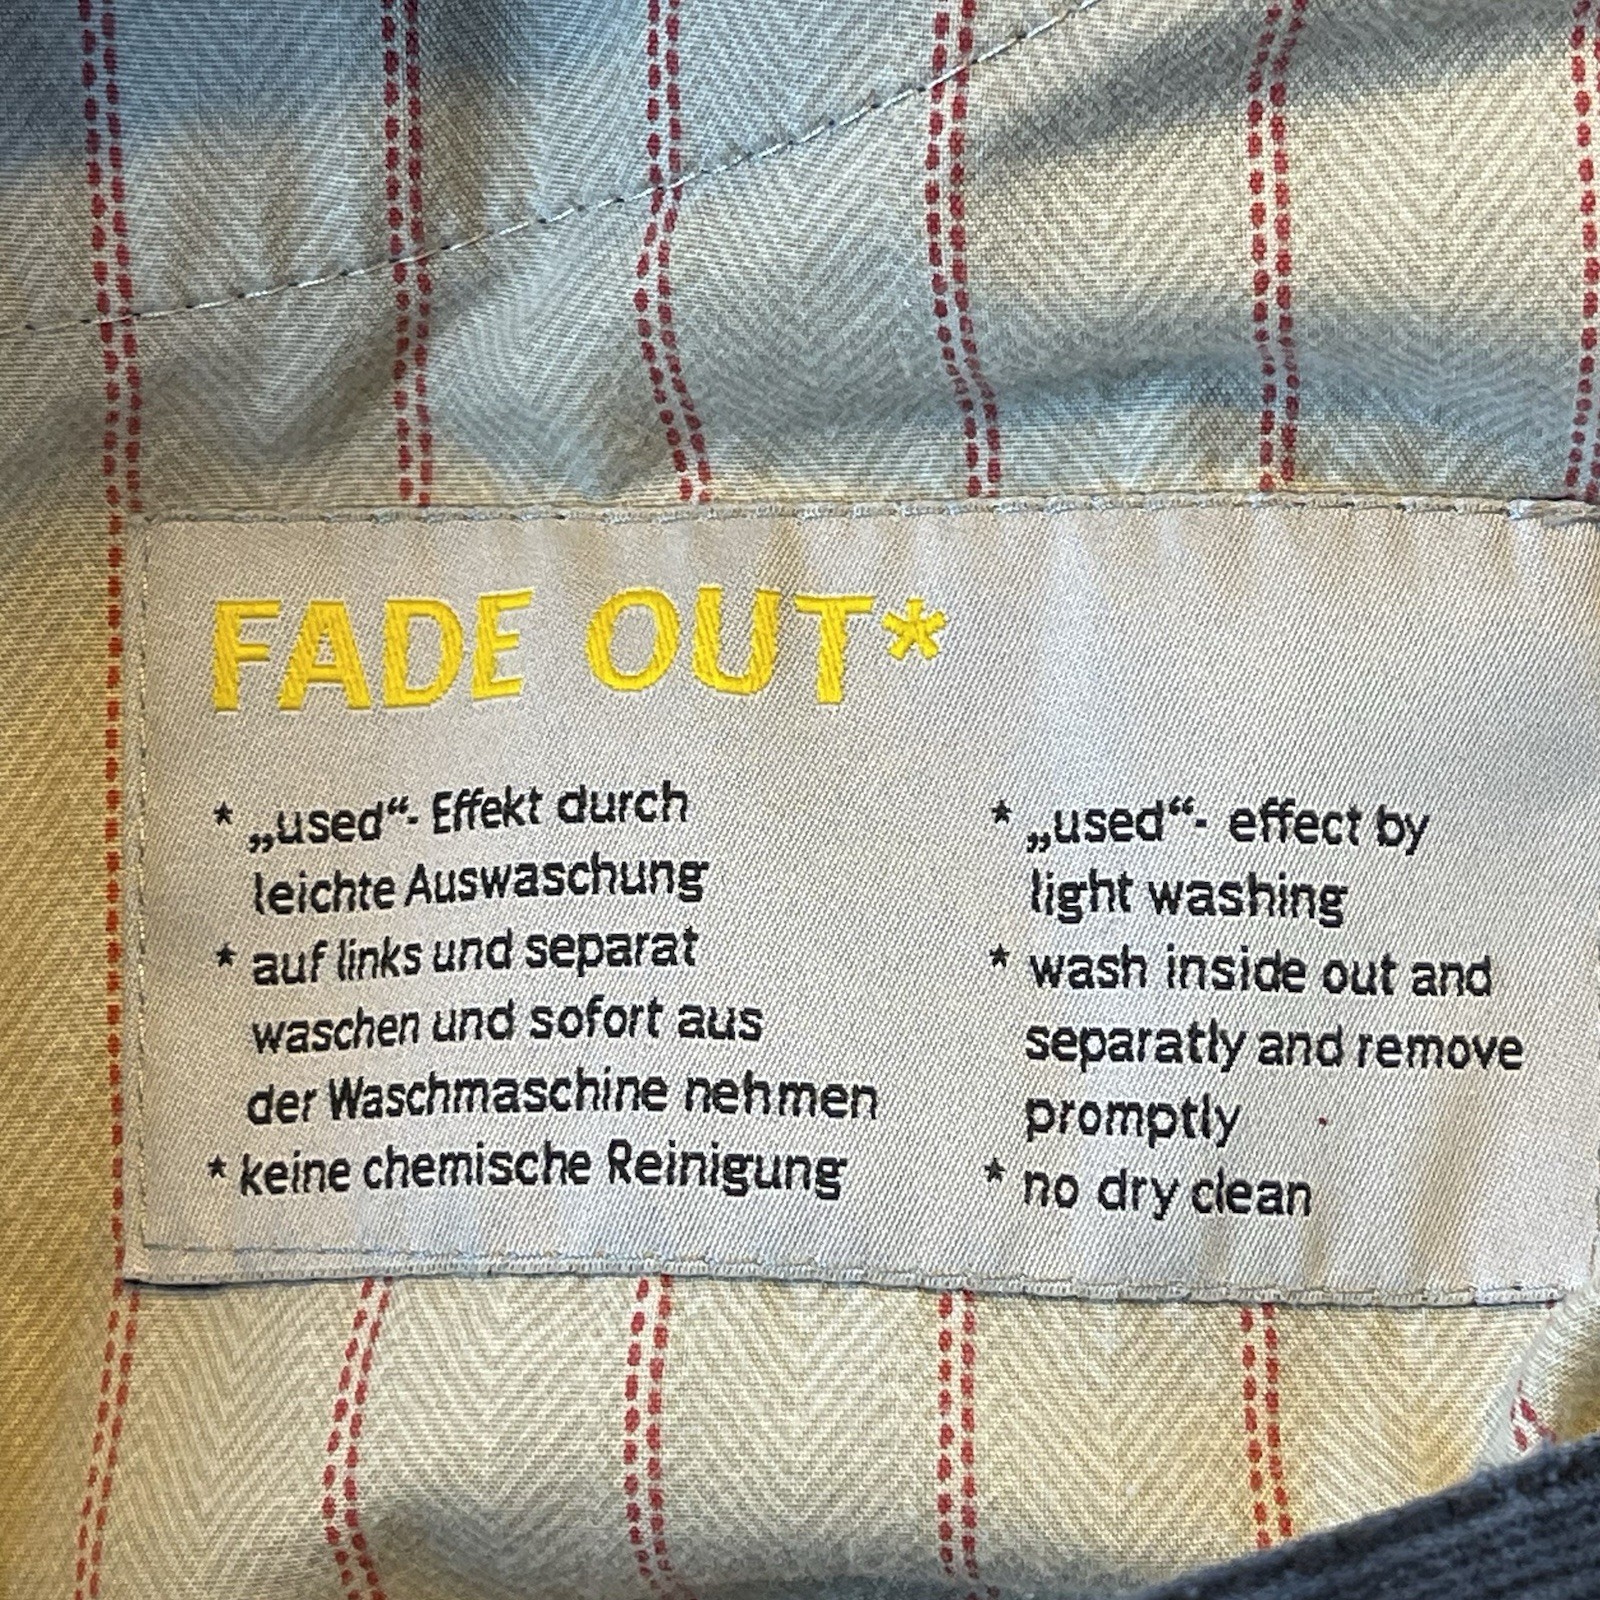 FADE OUT*
* „used“- Effekt durch
leichte Auswaschung
* auf links und separat
waschen und sofort aus
der Waschmaschine nehmen
* keine chemische Reinigung
* „used“- effect by
light washing
* wash inside out and
separatly and remove
promptly
* no dry clean